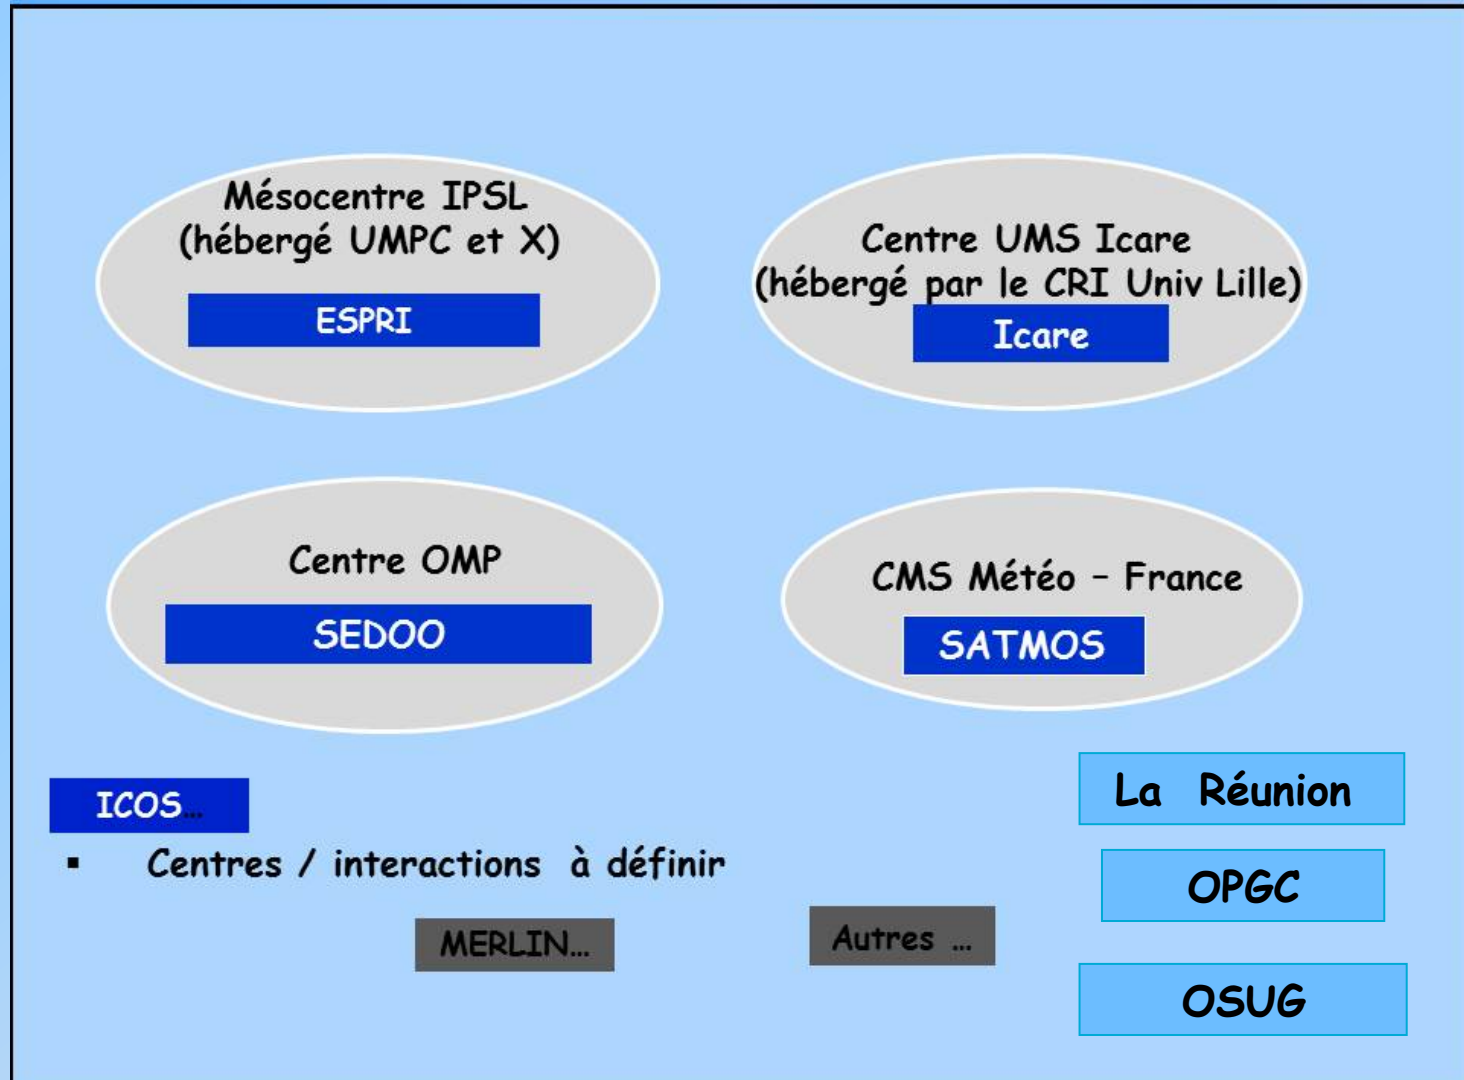 Mésocentre IPSL
(hébergé UMPC et X)
ESPRI
Centre UMS Icare
(hébergé par le CRI Univ Lille)
Icare
Centre OMP
SEDOO
CMS Météo – France
SATMOS
ICOS…
▪ Centres / interactions à définir
MERLIN…
Autres …
La Réunion
OPGC
OSUG